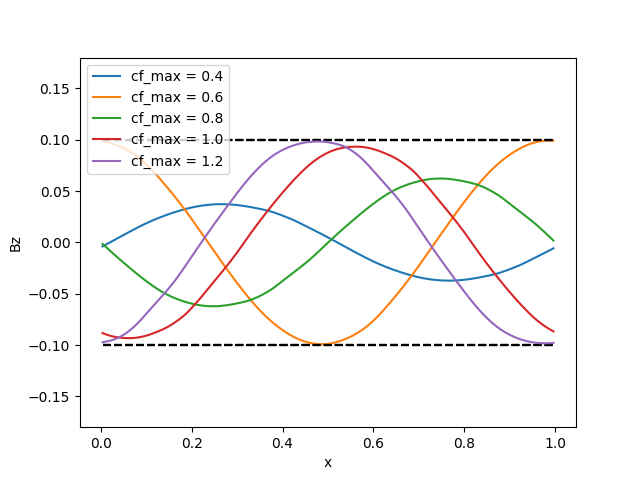 cf_max = 0.4
cf_max = 0.6
cf_max = 0.8
cf_max = 1.0
cf_max = 1.2
0.15
0.10
0.05
0.00
−0.05
−0.10
−0.15
Bz
0.0 0.2 0.4 0.6 0.8 1.0
x